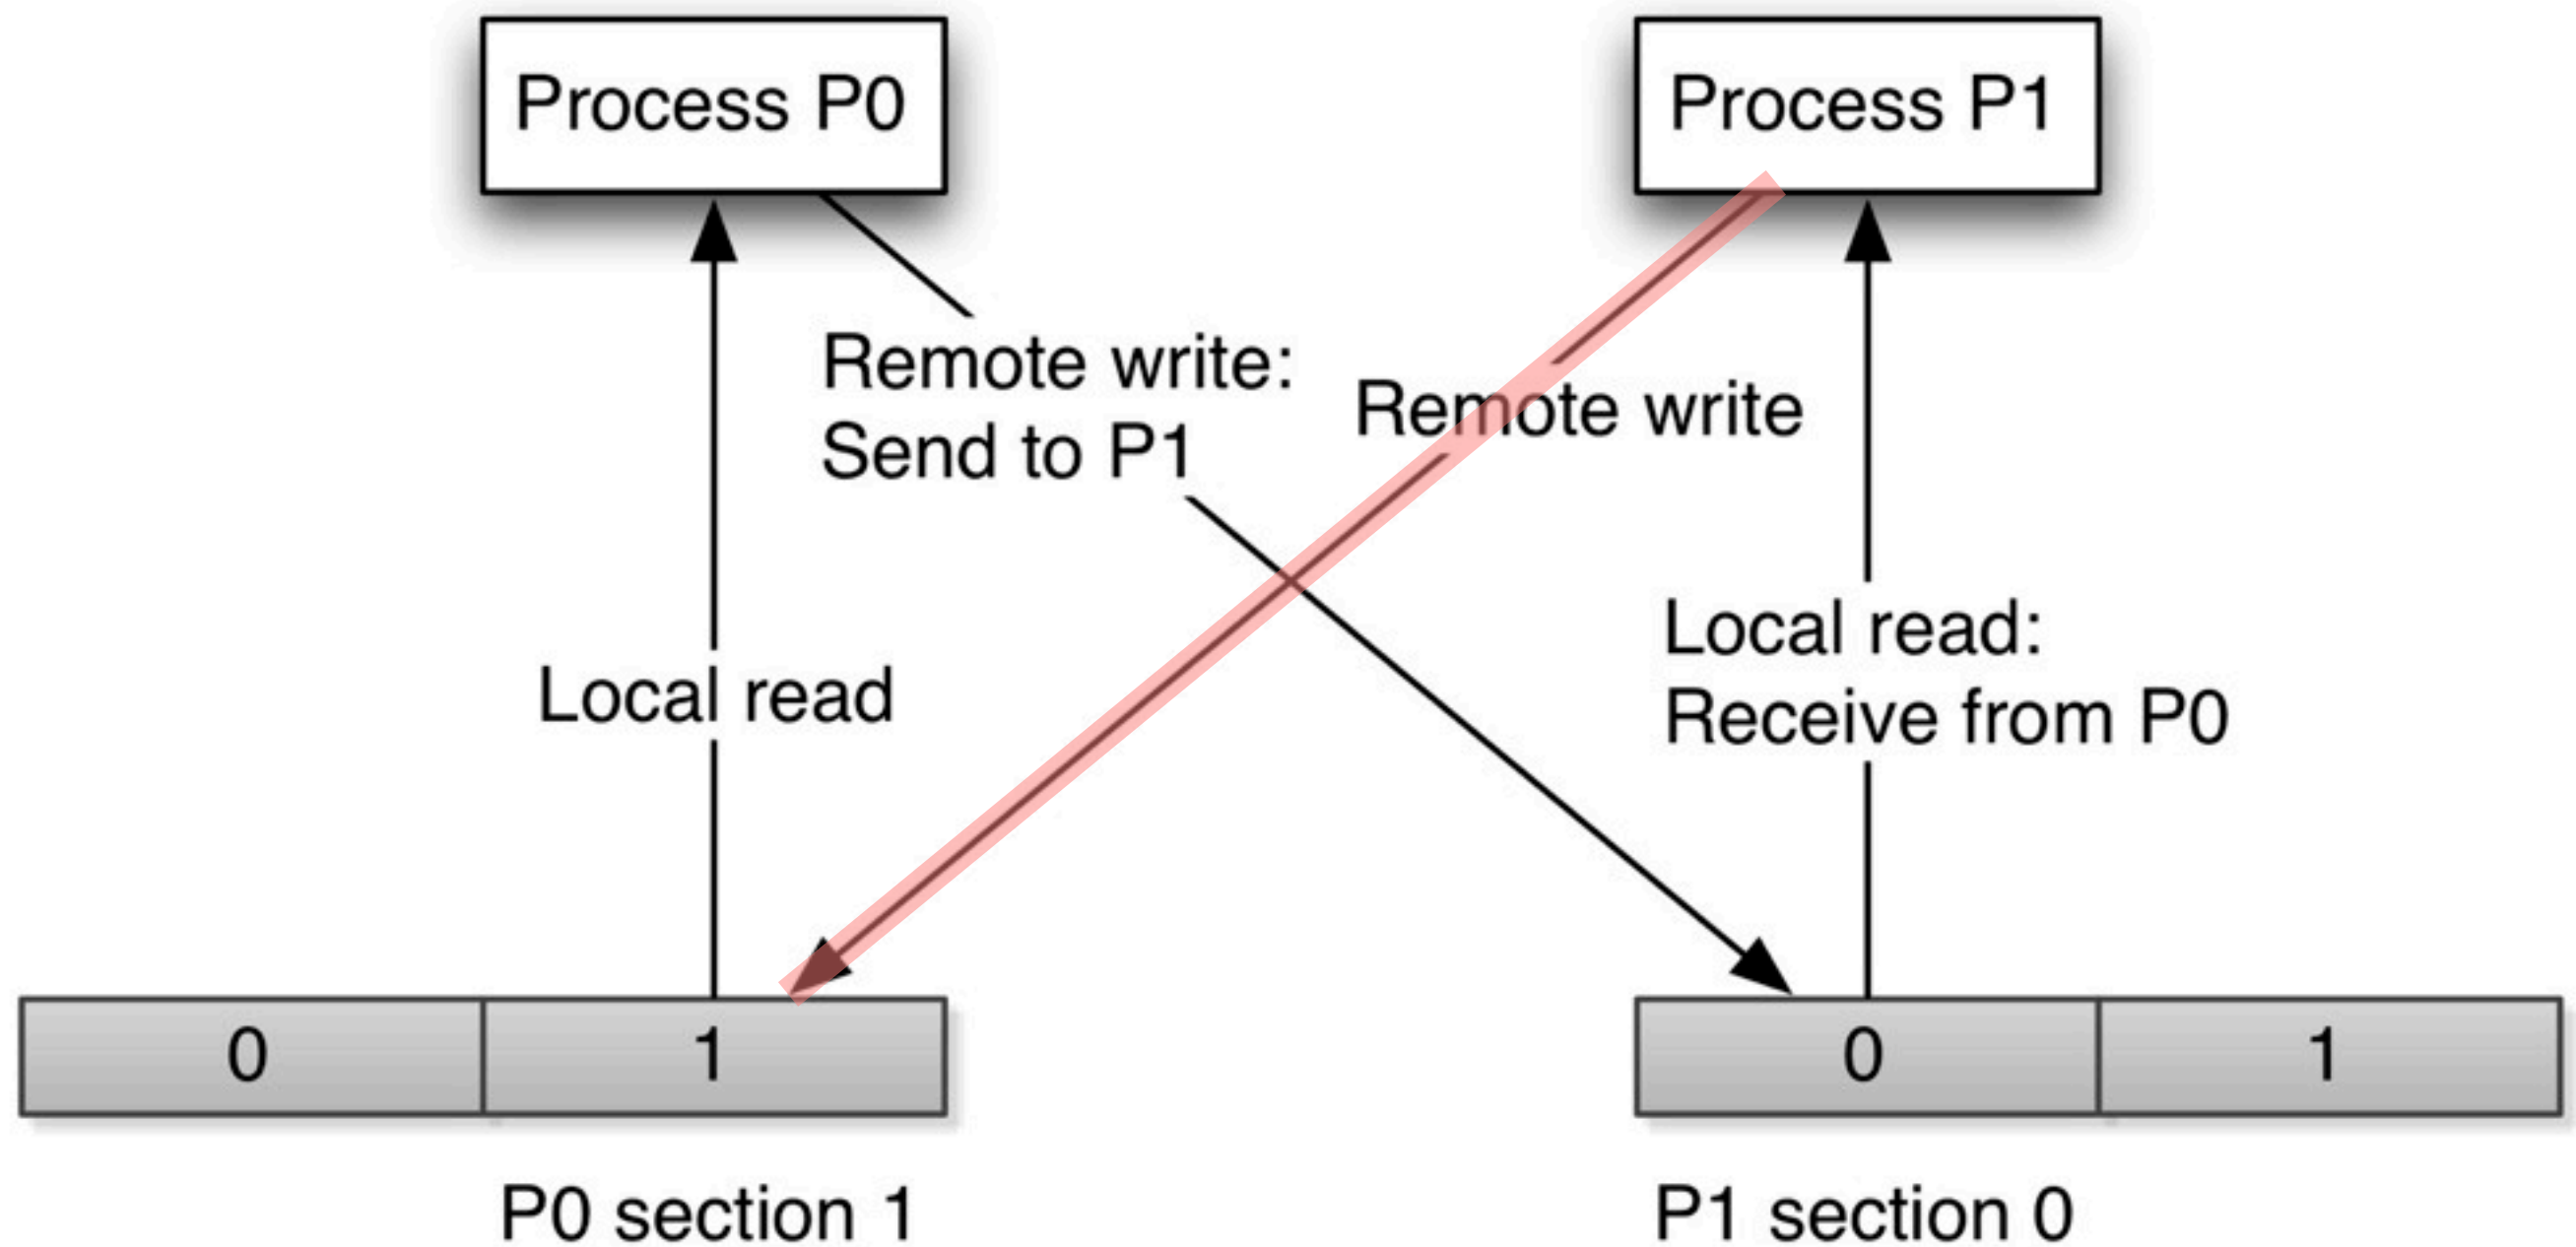 Process P0
Process P1
Remote write:
Send to P1
Remote write
Local read:
Receive from P0
Local read
0
1
0
1
P0 section 1
P1 section 0